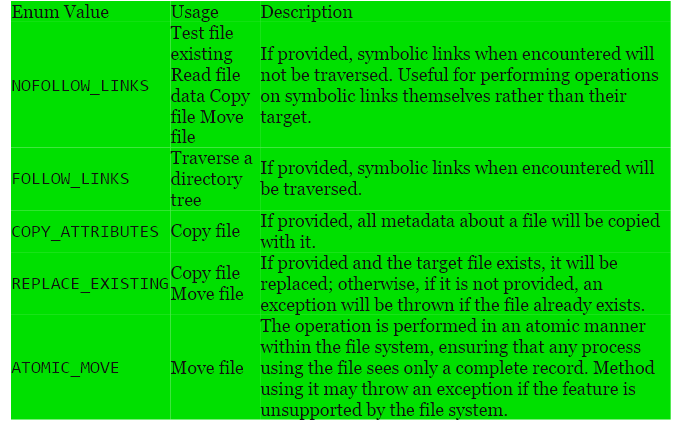 Enum Value Usage Description
NOFOLLOW_LINKS
Test file
existing
Read file
data Copy
file Move
file
If provided, symbolic links when encountered will
not be traversed. Useful for performing operations
on symbolic links themselves rather than their
target.
FOLLOW_LINKS
Traverse a
directory
tree
If provided, symbolic links when encountered will
be traversed.
COPY_ATTRIBUTES
Copy file
If provided, all metadata about a file will be copied
with it.
REPLACE_EXISTING
Copy file
Move file
If provided and the target file exists, it will be
replaced; otherwise, if it is not provided, an
exception will be thrown if the file already exists.
ATOMIC_MOVE
Move file
The operation is performed in an atomic manner
within the file system, ensuring that any process
using the file sees only a complete record. Method
using it may throw an exception if the feature is
unsupported by the file system.